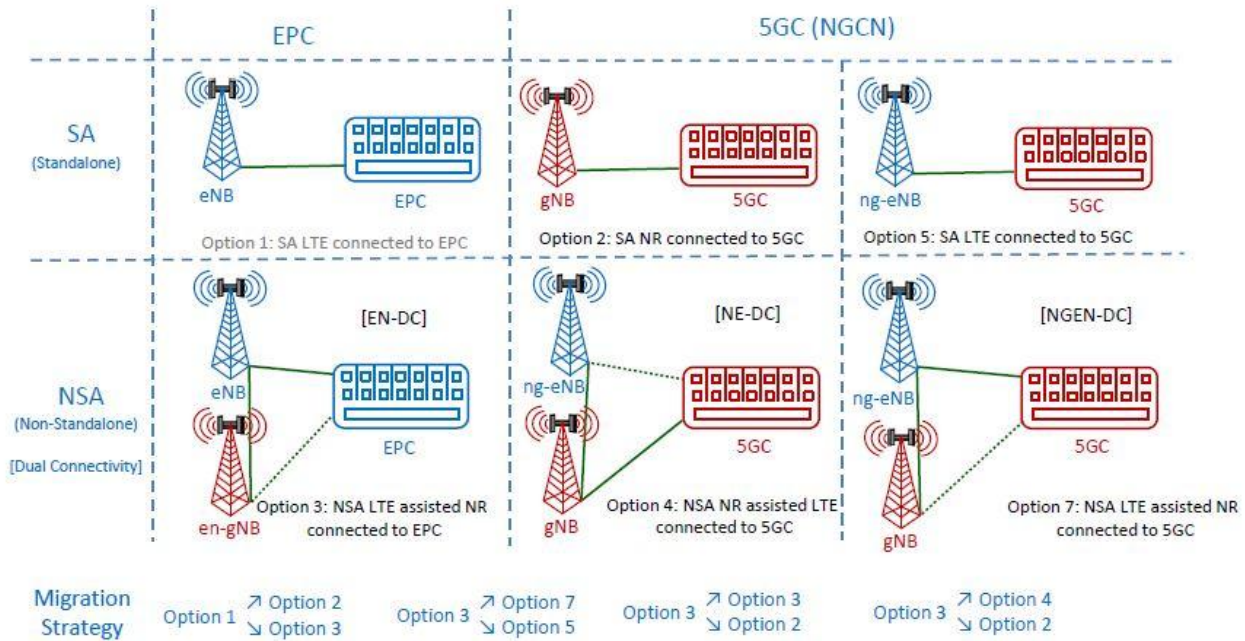 EPC
5GC (NGCN)
SA
(Standalone)
eNB
EPC
Option 1: SA LTE connected to EPC
gNB
5GC
Option 2: SA NR connected to 5GC
ng-eNB
5GC
Option 5: SA LTE connected to 5GC
NSA
(Non-Standalone)
[Dual Connectivity]
[EN-DC]
eNB
EPC
en-gNB
Option 3: NSA LTE assisted NR
connected to EPC
[NE-DC]
ng-eNB
5GC
gNB
Option 4: NSA NR assisted LTE
connected to 5GC
[NGEN-DC]
ng-eNB
5GC
gNB
Option 7: NSA LTE assisted NR
connected to 5GC
Migration
Strategy
Option 1
↗ Option 2
↘ Option 3
Option 3
↗ Option 7
↘ Option 5
Option 3
↗ Option 3
↘ Option 2
Option 3
↗ Option 4
↘ Option 2